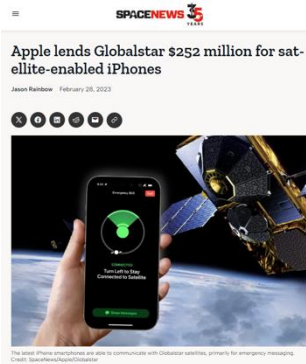 SPACENEWS 35
YEARS
Apple lends Globalstar $252 million for sat-
ellite-enabled iPhones
Jason Rainbow February 28, 2023
Emergency SOS
CONNECTED
Turn Left to Stay
Connected to Satellite
The latest iPhone smartphones are able to communicate with Globalstar satellites, primarily for emergency messaging.
Credit: SpaceNews/Apple/Globalstar